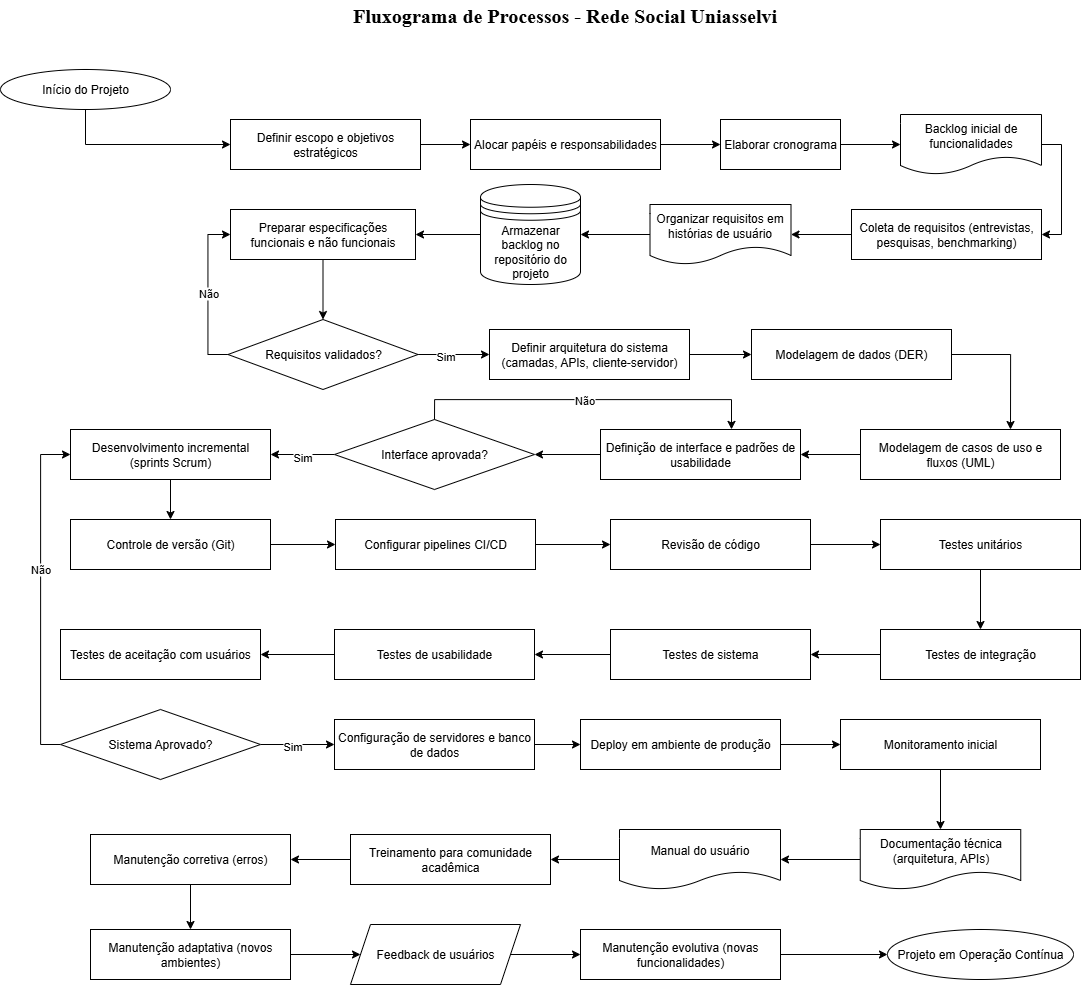 Fluxograma de Processos - Rede Social Uniasselvi
Início do Projeto
Definir escopo e objetivos
estratégicos
Alocar papéis e responsabilidades
Elaborar cronograma
Backlog inicial de
funcionalidades
Coleta de requisitos (entrevistas,
pesquisas, benchmarking)
Organizar requisitos em
histórias de usuário
Armazenar
backlog no
repositório do
projeto
Preparar especificações
funcionais e não funcionais
Não
Requisitos validados?
Sim
Definir arquitetura do sistema
(camadas, APIs, cliente-servidor)
Modelagem de dados (DER)
Modelagem de casos de uso e
fluxos (UML)
Definição de interface e padrões de
usabilidade
Não
Interface aprovada?
Sim
Desenvolvimento incremental
(sprints Scrum)
Controle de versão (Git)
Configurar pipelines CI/CD
Revisão de código
Testes unitários
Não
Testes de integração
Testes de sistema
Testes de usabilidade
Testes de aceitação com usuários
Sistema Aprovado?
Sim
Configuração de servidores e banco
de dados
Deploy em ambiente de produção
Monitoramento inicial
Documentação técnica
(arquitetura, APIs)
Manual do usuário
Treinamento para comunidade
acadêmica
Manutenção corretiva (erros)
Manutenção adaptativa (novos
ambientes)
Feedback de usuários
Manutenção evolutiva (novas
funcionalidades)
Projeto em Operação Contínua